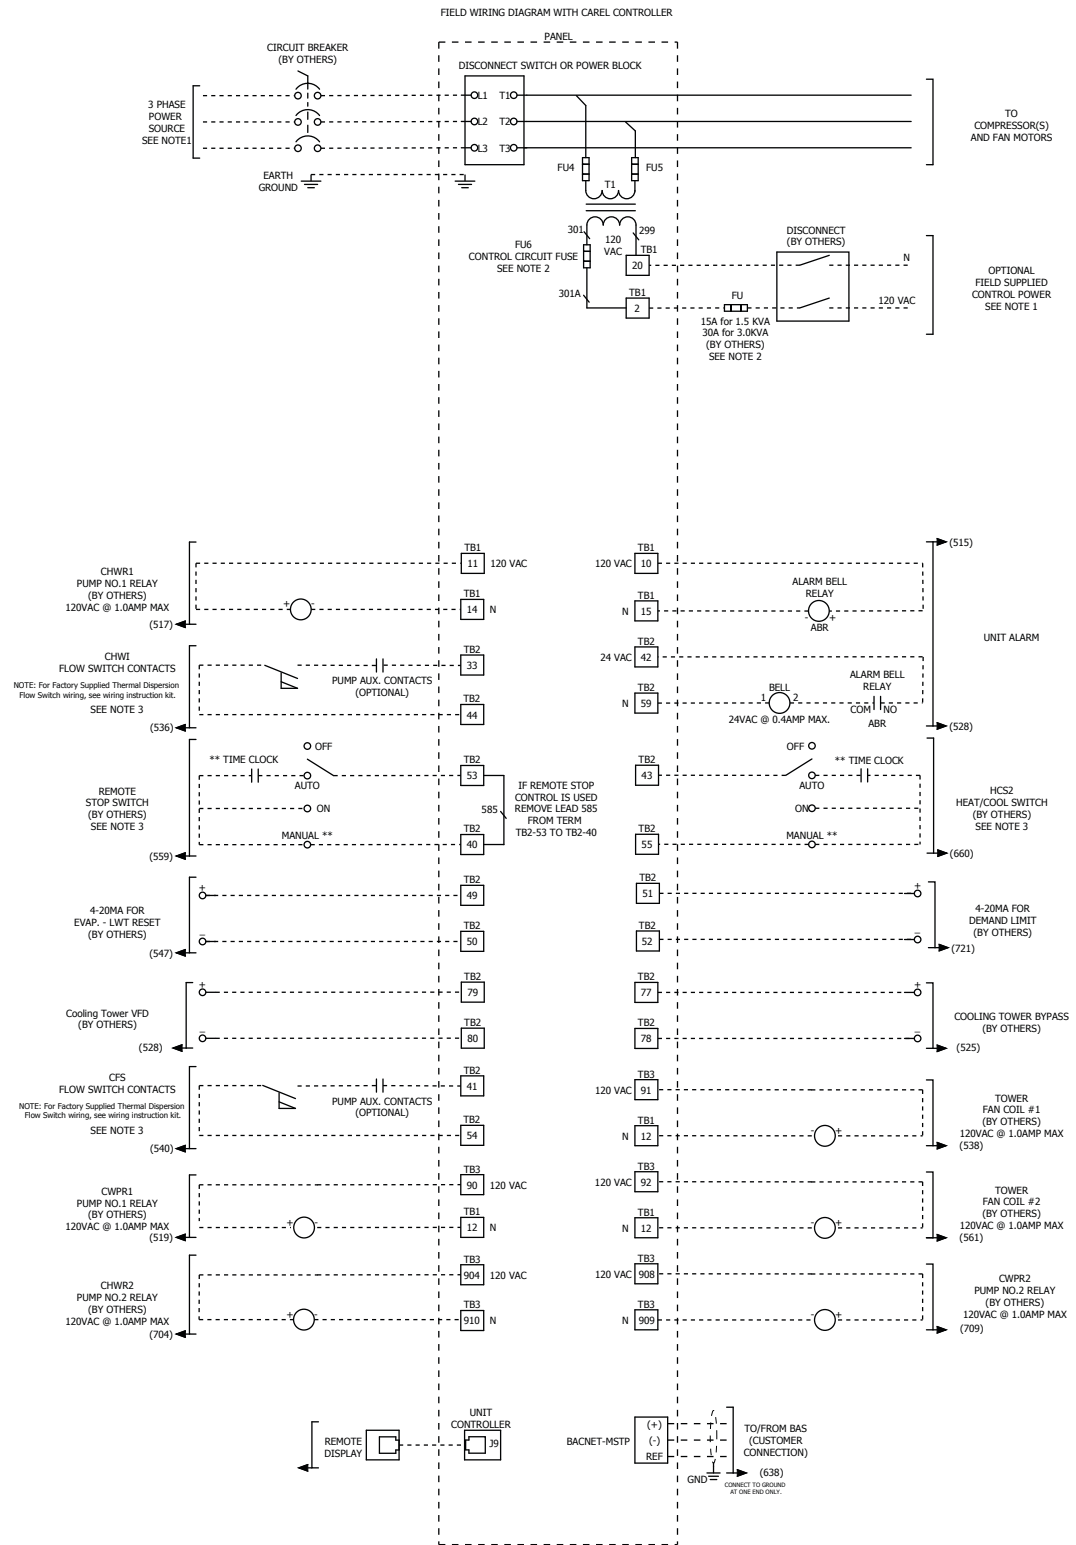 FIELD WIRING DIAGRAM WITH CAREL CONTROLLER
PANEL
CIRCUIT BREAKER
(BY OTHERS)
DISCONNECT SWITCH OR POWER BLOCK
3 PHASE
POWER
SOURCE
SEE NOTE1
L1 T1
L2 T2
L3 T3
TO
COMPRESSOR(S)
AND FAN MOTORS
EARTH
GROUND
FU4
FU5
T1
301
120
VAC
299
FU6
CONTROL CIRCUIT FUSE
SEE NOTE 2
TB1
20
301A
TB1
2
DISCONNECT
(BY OTHERS)
N
FU
120 VAC
15A for 1.5 KVA
30A for 3.0KVA
(BY OTHERS)
SEE NOTE 2
OPTIONAL
FIELD SUPPLIED
CONTROL POWER
SEE NOTE 1
CHWR1
PUMP NO.1 RELAY
(BY OTHERS)
120VAC @ 1.0AMP MAX
(517)
+ -
TB1
11 120 VAC
TB1
14 N
TB1
120 VAC 10
TB1
N 15
ALARM BELL
RELAY
- +
ABR
(515)
UNIT ALARM
CHWI
FLOW SWITCH CONTACTS
NOTE: For Factory Supplied Thermal Dispersion
Flow Switch wiring, see wiring instruction kit.
SEE NOTE 3
(536)
PUMP AUX. CONTACTS
(OPTIONAL)
TB2
33
TB2
44
TB2
24 VAC 42
TB2
N 59
BELL
1 2
24VAC @ 0.4AMP MAX.
ALARM BELL
RELAY
COM NO
ABR
(528)
REMOTE
STOP SWITCH
(BY OTHERS)
SEE NOTE 3
(559)
OFF
** TIME CLOCK
AUTO
ON
MANUAL **
TB2
53
585
TB2
40
IF REMOTE STOP
CONTROL IS USED
REMOVE LEAD 585
FROM TERM
TB2-53 TO TB2-40
TB2
43
TB2
55
OFF
** TIME CLOCK
AUTO
ON
MANUAL **
HCS2
HEAT/COOL SWITCH
(BY OTHERS)
SEE NOTE 3
(660)
4-20MA FOR
EVAP. - LWT RESET
(BY OTHERS)
(547)
+
−
TB2
49
TB2
50
TB2
51
TB2
52
+
−
4-20MA FOR
DEMAND LIMIT
(BY OTHERS)
(721)
Cooling Tower VFD
(BY OTHERS)
(528)
+
−
TB2
79
TB2
80
TB2
77
TB2
78
+
−
COOLING TOWER BYPASS
(BY OTHERS)
(525)
CFS
FLOW SWITCH CONTACTS
NOTE: For Factory Supplied Thermal Dispersion
Flow Switch wiring, see wiring instruction kit.
SEE NOTE 3
(540)
PUMP AUX. CONTACTS
(OPTIONAL)
TB2
41
TB2
54
TB3
120 VAC 91
TB1
N 12
- +
TOWER
FAN COIL #1
(BY OTHERS)
120VAC @ 1.0AMP MAX
(538)
CWPR1
PUMP NO.1 RELAY
(BY OTHERS)
120VAC @ 1.0AMP MAX
(519)
+ -
TB3
90 120 VAC
TB1
12 N
TB3
120 VAC 92
TB1
N 12
- +
TOWER
FAN COIL #2
(BY OTHERS)
120VAC @ 1.0AMP MAX
(561)
CHWR2
PUMP NO.2 RELAY
(BY OTHERS)
120VAC @ 1.0AMP MAX
(704)
+ -
TB3
904 120 VAC
TB3
910 N
TB3
120 VAC 908
TB3
N 909
- +
CWPR2
PUMP NO.2 RELAY
(BY OTHERS)
120VAC @ 1.0AMP MAX
(709)
REMOTE
DISPLAY
UNIT
CONTROLLER
J9
BACNET-MSTP
(+)
(-)
REF
GND
TO/FROM BAS
(CUSTOMER
CONNECTION)
(638)
CONNECT TO GROUND
AT ONE END ONLY.